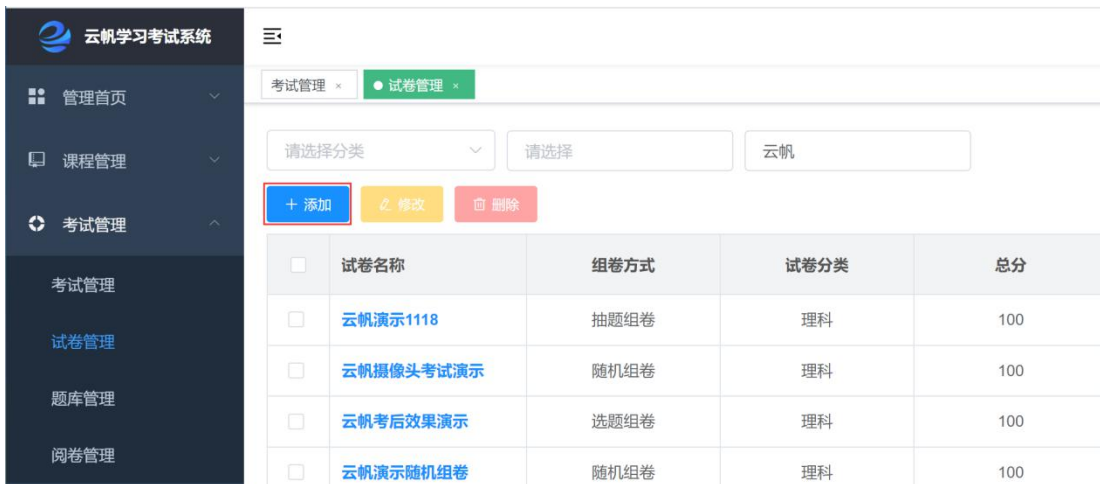 云帆学习考试系统
管理首页
课程管理
考试管理
考试管理
试卷管理
题库管理
阅卷管理
考试管理 ×
试卷管理 ×
请选择分类
请选择
云帆
+ 添加
修改
删除
试卷名称 组卷方式 试卷分类 总分
云帆演示1118 抽题组卷 理科 100
云帆摄像头考试演示 随机组卷 理科 100
云帆考后效果演示 选题组卷 理科 100
云帆演示随机组卷 随机组卷 理科 100